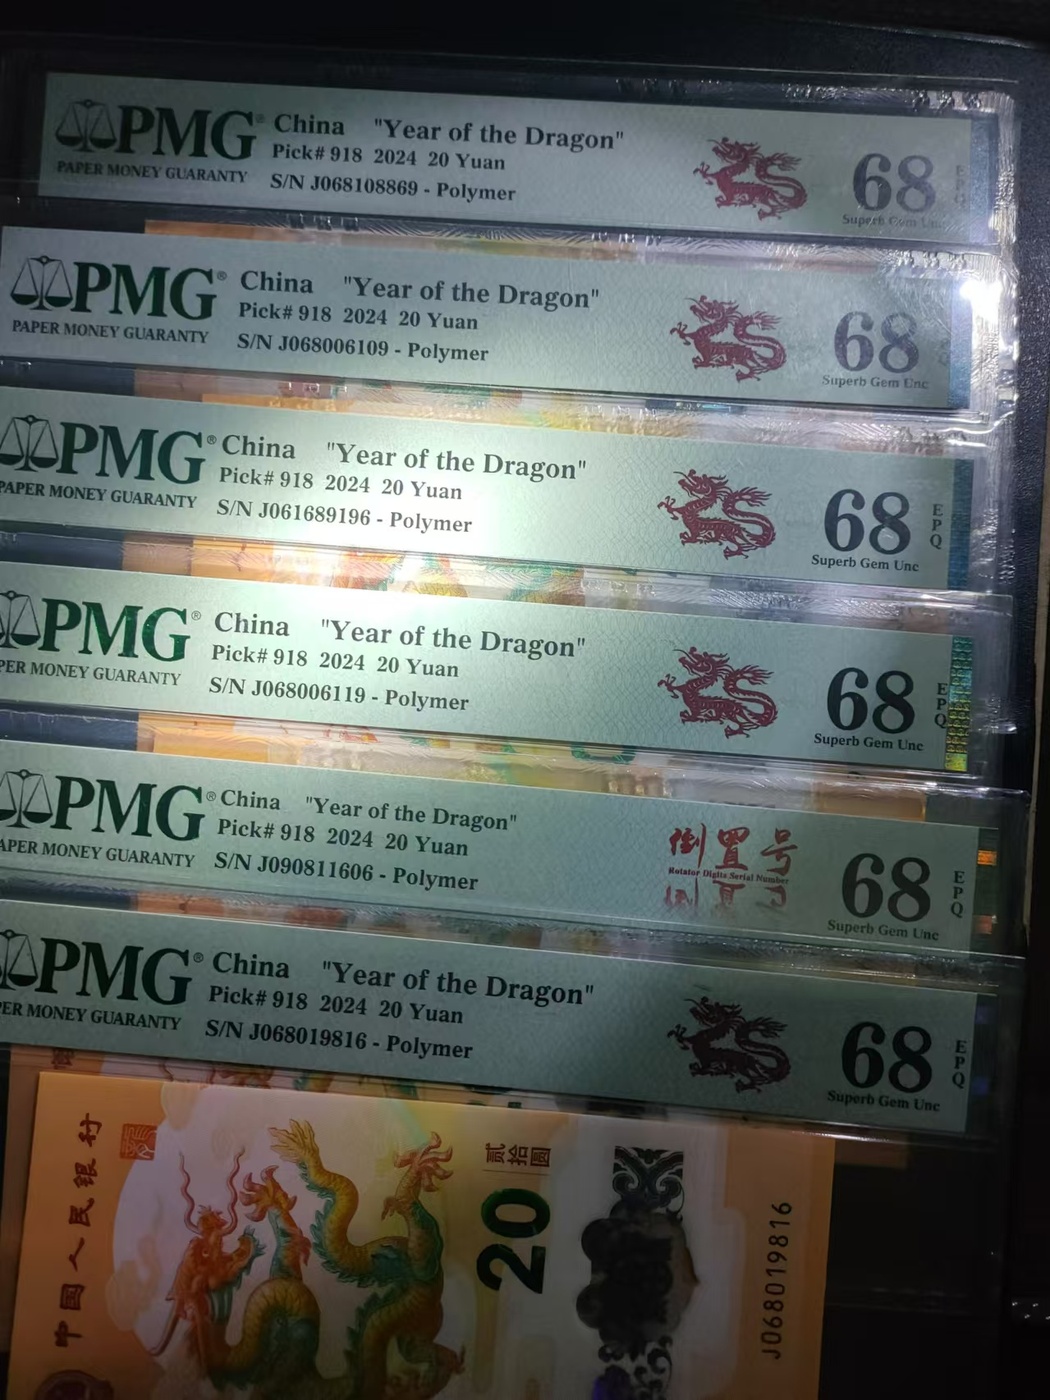 PMG®
PAPER MONEY GUARANTY
China "Year of the Dragon"
Pick# 918 2024 20 Yuan
S/N J068108869 - Polymer
68
Superb Gem Unc
EPQ
PMG®
PAPER MONEY GUARANTY
China "Year of the Dragon"
Pick# 918 2024 20 Yuan
S/N J068006109 - Polymer
68
Superb Gem Unc
PMG®
PAPER MONEY GUARANTY
China "Year of the Dragon"
Pick# 918 2024 20 Yuan
S/N J061689196 - Polymer
68
Superb Gem Unc
EPQ
PMG®
PER MONEY GUARANTY
China "Year of the Dragon"
Pick# 918 2024 20 Yuan
S/N J068006119 - Polymer
68
Superb Gem Unc
EPQ
PMG®
APER MONEY GUARANTY
China "Year of the Dragon"
Pick# 918 2024 20 Yuan
S/N J090811606 - Polymer
倒置号
Rotator Digits Serial Number
68
Superb Gem Unc
EPQ
PMG®
PER MONEY GUARANTY
China "Year of the Dragon"
Pick# 918 2024 20 Yuan
S/N J068019816 - Polymer
68
Superb Gem Unc
EPQ
中国人民银行
贰拾圆
20
J068019816